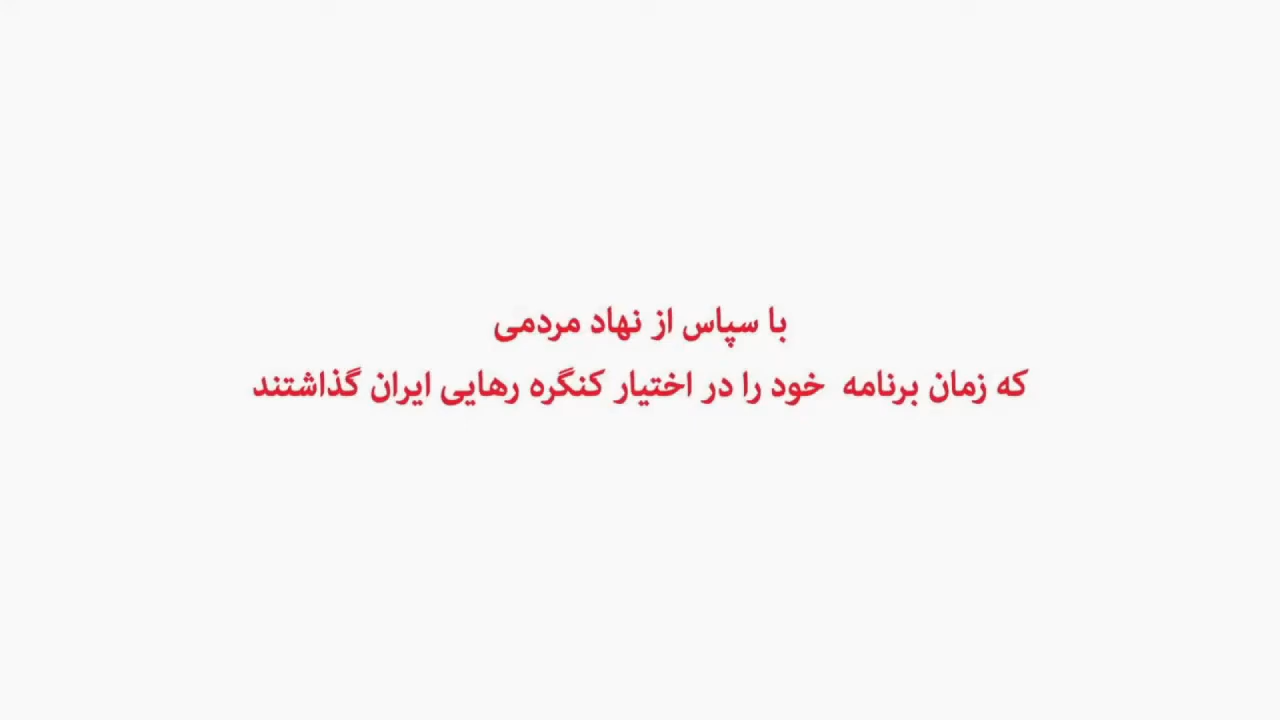 با سپاس از نهاد مردمی
که زمان برنامه خود را در اختیار کنگره رهایی ایران گذاشتند